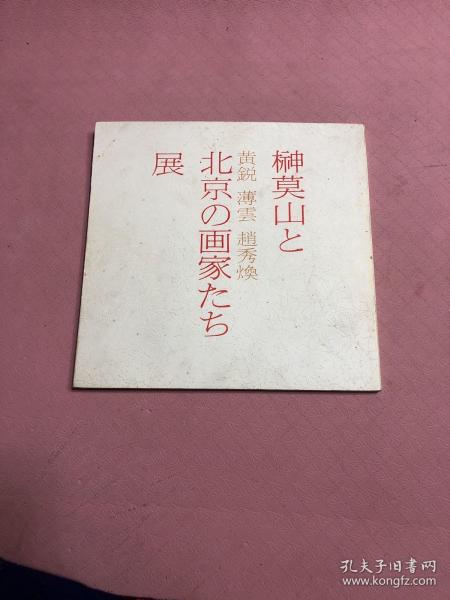 榊莫山と
黄鋭 薄雲 趙秀煥
北京の画家たち
展
孔夫子旧书网
www.kongfz.com